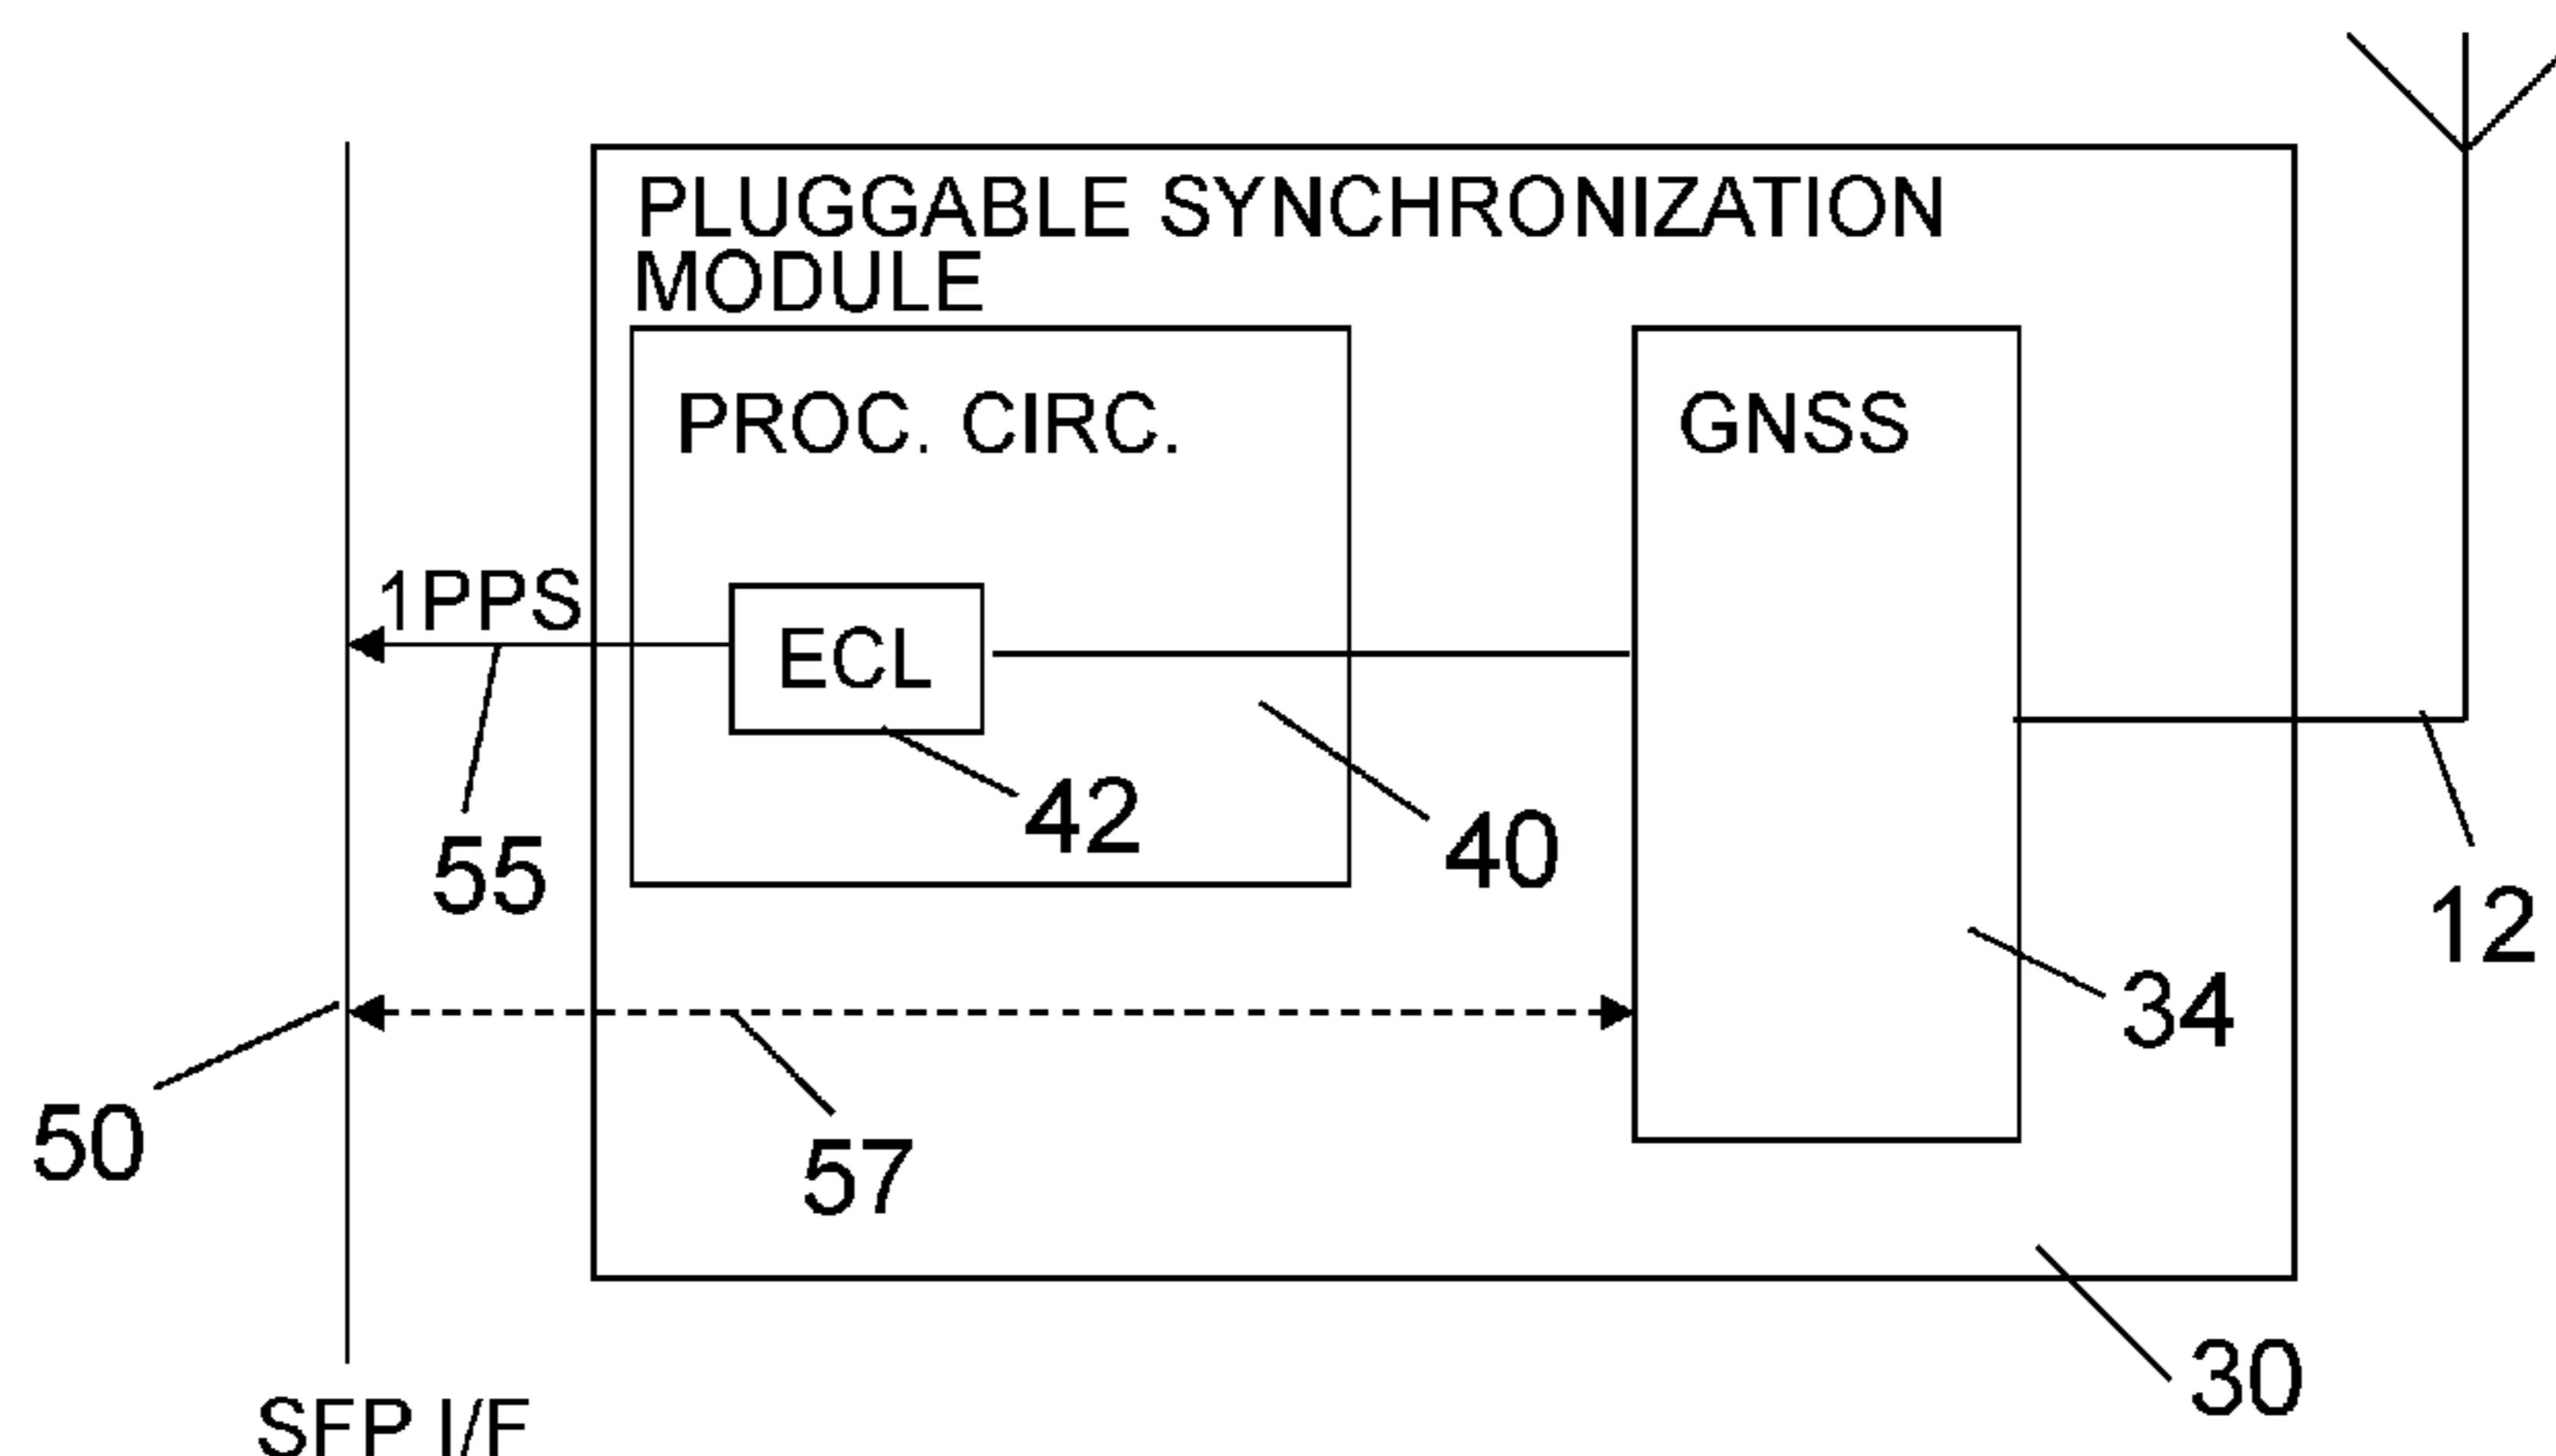 PLUGGABLE SYNCHRONIZATION
MODULE
PROC. CIRC.
GNSS
1PPS
ECL
42
40
55
12
34
50
57
30
SFP I/F